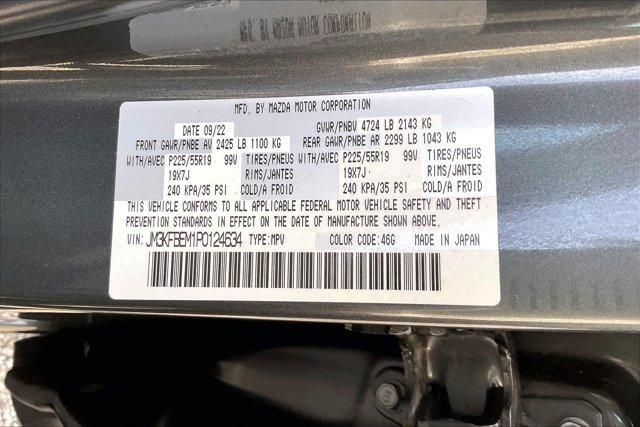 MFD. BY MAZDA MOTOR CORPORATION
DATE 09/22 GVWR/PNBV 4724 LB 2143 KG
FRONT GAWR/PNBE AV 2425 LB 1100 KG REAR GAWR/PNBE AR 2299 LB 1043 KG
WITH/AVEC P225/55R19 99V TIRES/PNEUS WITH/AVEC P225/55R19 99V TIRES/PNEUS
19X7J RIMS/JANTES 19X7J RIMS/JANTES
240 KPA/35 PSI COLD/A FROID 240 KPA/35 PSI COLD/A FROID
THIS VEHICLE CONFORMS TO ALL APPLICABLE FEDERAL MOTOR VEHICLE SAFETY AND THEFT
PREVENTION STANDARDS IN EFFECT ON THE DATE OF MANUFACTURE SHOWN ABOVE.
VIN: JM3KFBEM1P0124634 TYPE:MPV COLOR CODE:46G MADE IN JAPAN